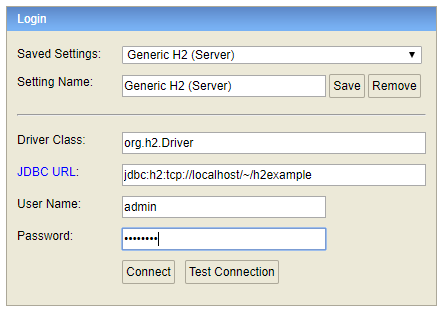 Login
Saved Settings: Generic H2 (Server)
Setting Name: Generic H2 (Server) Save Remove
Driver Class: org.h2.Driver
JDBC URL: jdbc:h2:tcp://localhost/~/h2example
User Name: admin
Password: ••••••••
Connect Test Connection